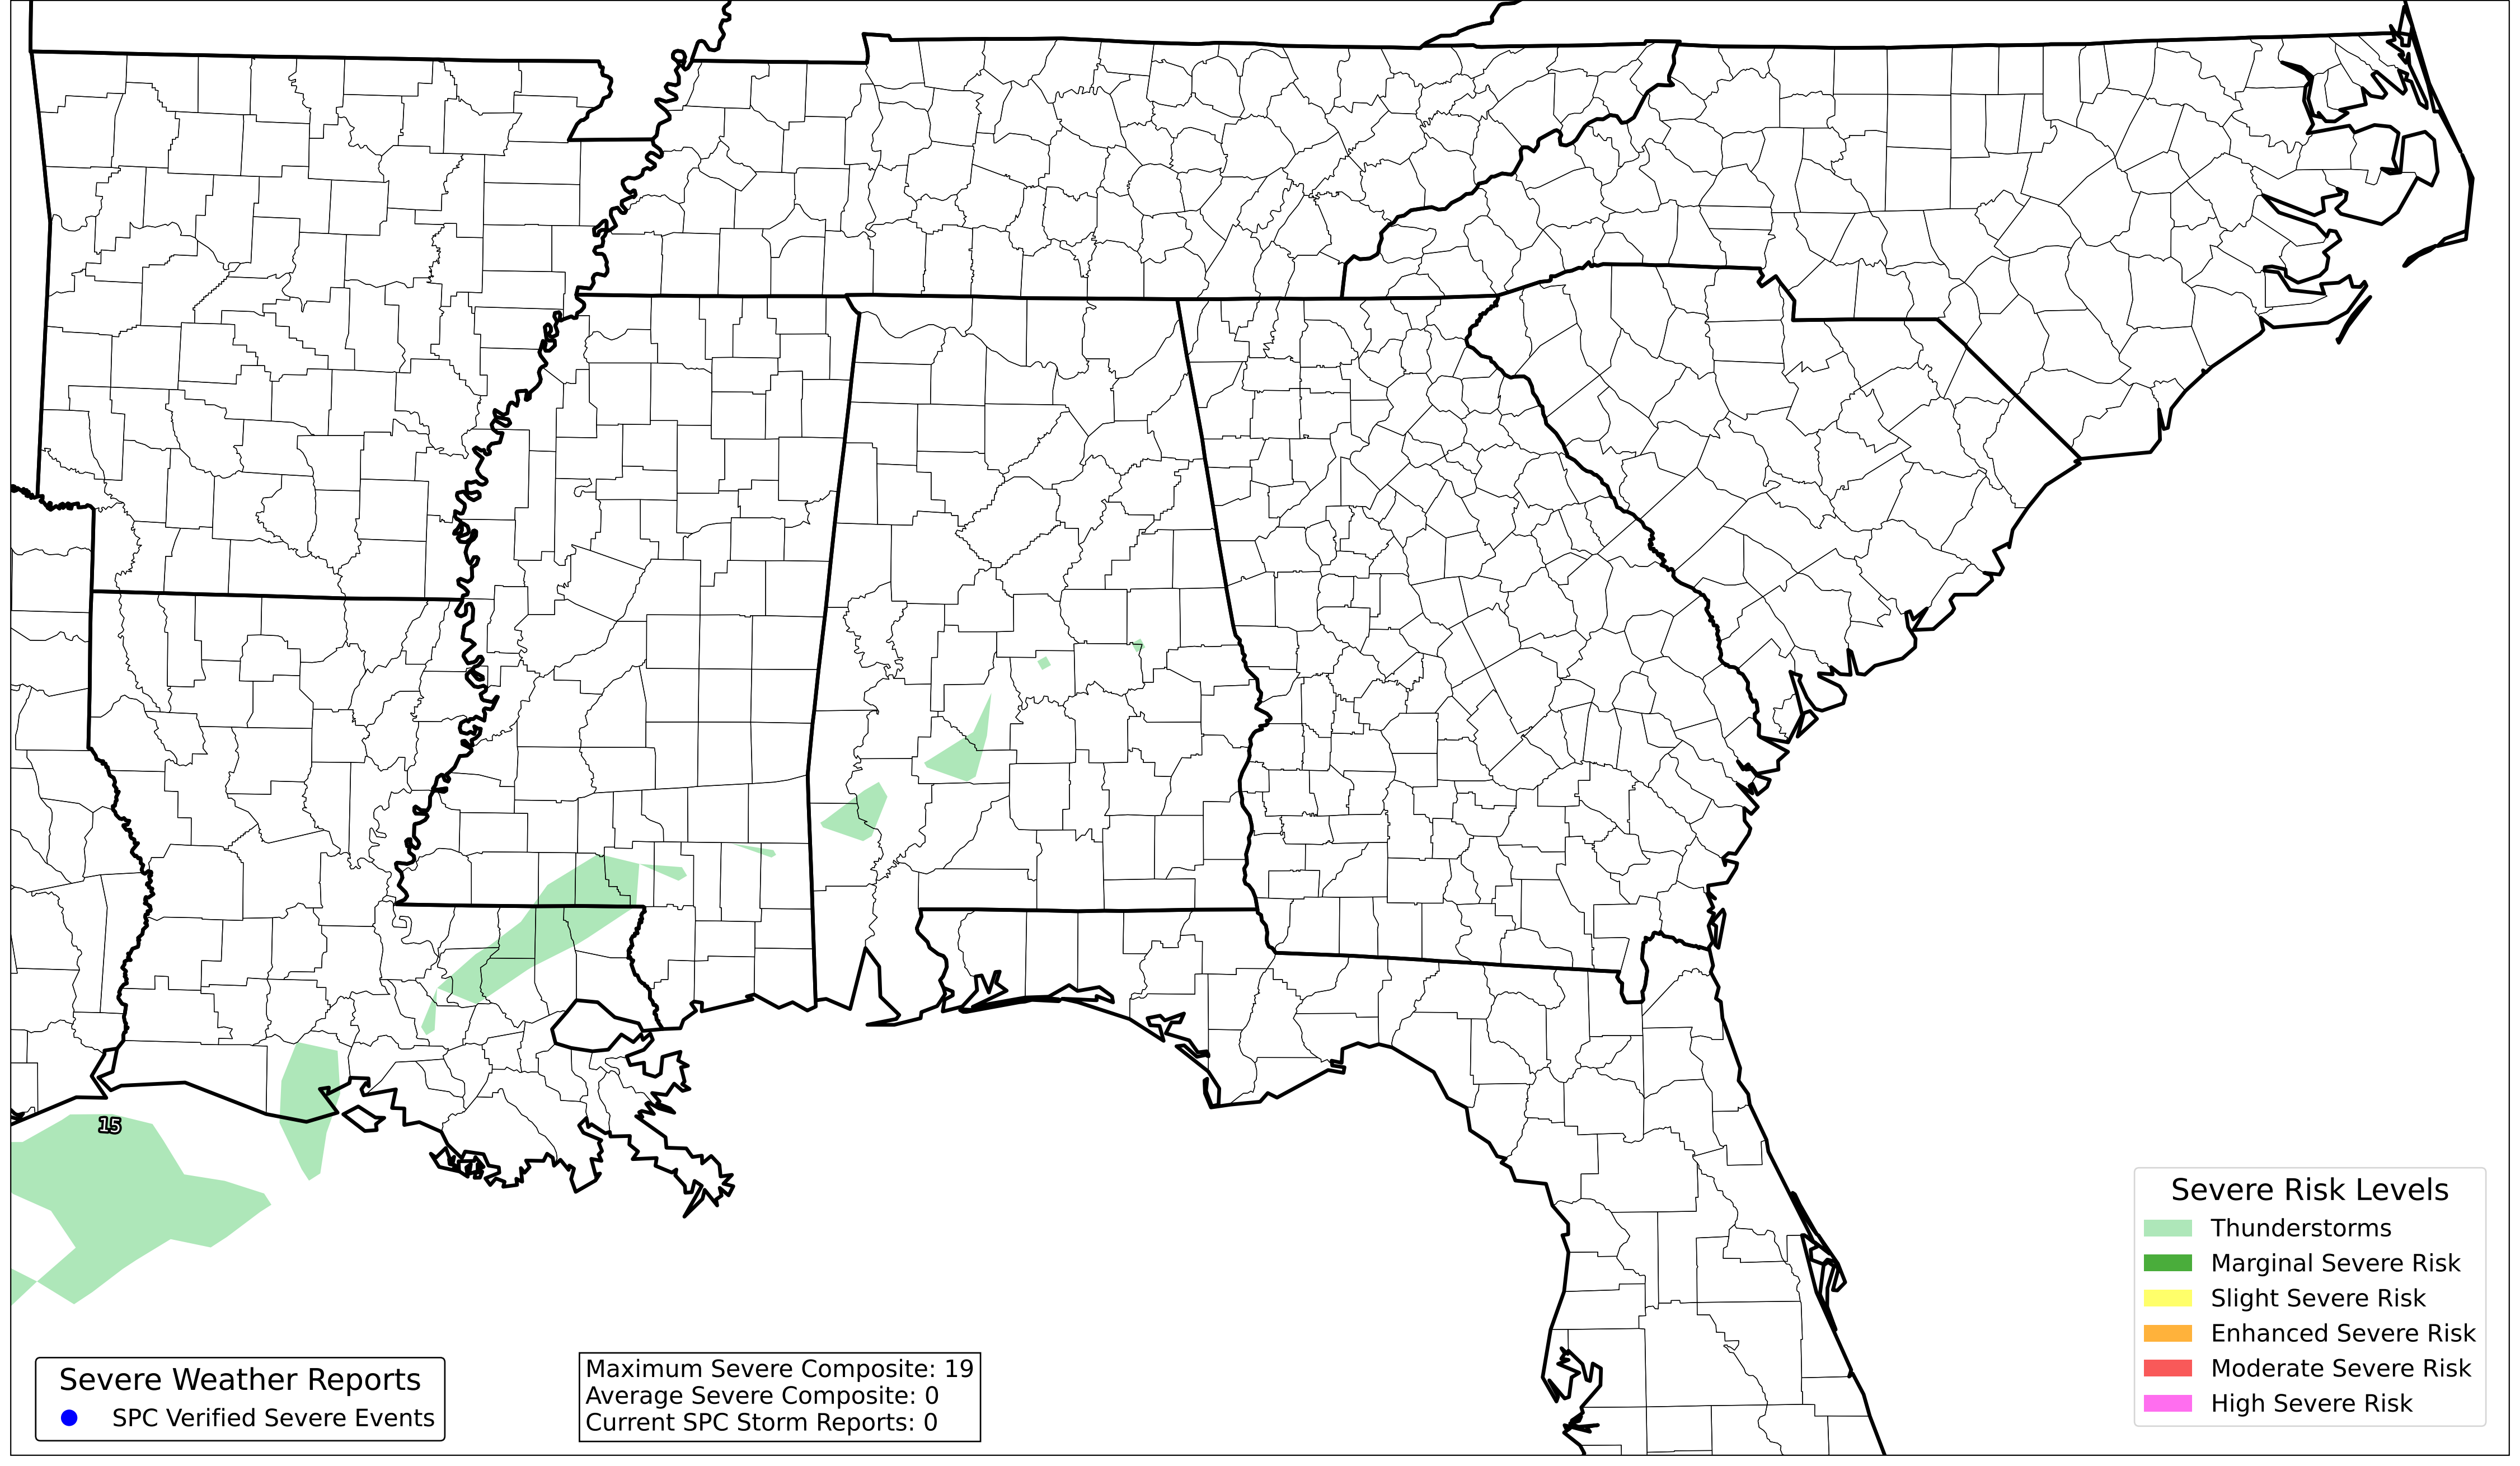 15
Severe Risk Levels
Thunderstorms
Marginal Severe Risk
Slight Severe Risk
Enhanced Severe Risk
Moderate Severe Risk
High Severe Risk
Severe Weather Reports
SPC Verified Severe Events
Maximum Severe Composite: 19
Average Severe Composite: 0
Current SPC Storm Reports: 0